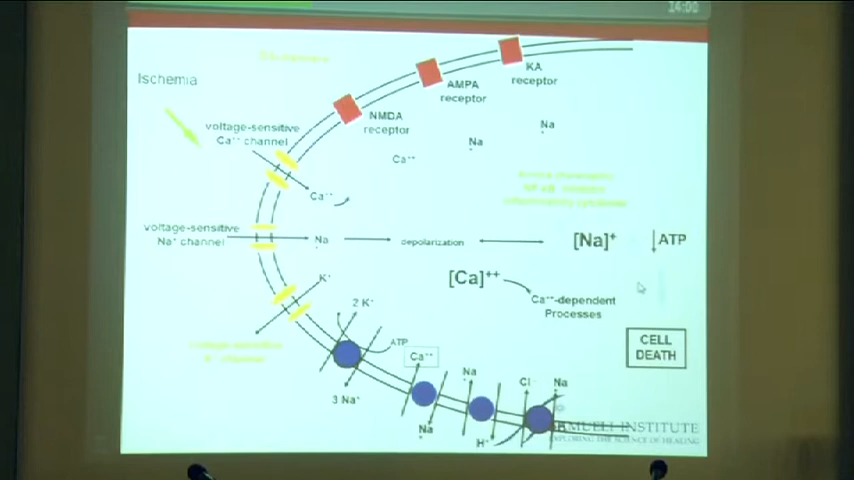 14:00
Ischemia
KA
receptor
AMPA
receptor
NMDA
receptor
voltage-sensitive
Ca⁺⁺ channel
Ca⁺⁺
Na
Na
Ca⁺⁺
voltage-sensitive
Na⁺ channel
Na
depolarization
[Na]⁺
ATP
K⁺
[Ca]⁺⁺
Ca⁺⁺-dependent
Processes
2 K⁺
ATP
3 Na⁺
Ca⁺⁺
Na
Na
H⁺
Cl
Na
CELL
DEATH
INSTITUTE
EXPLORING THE SCIENCE OF HEALING